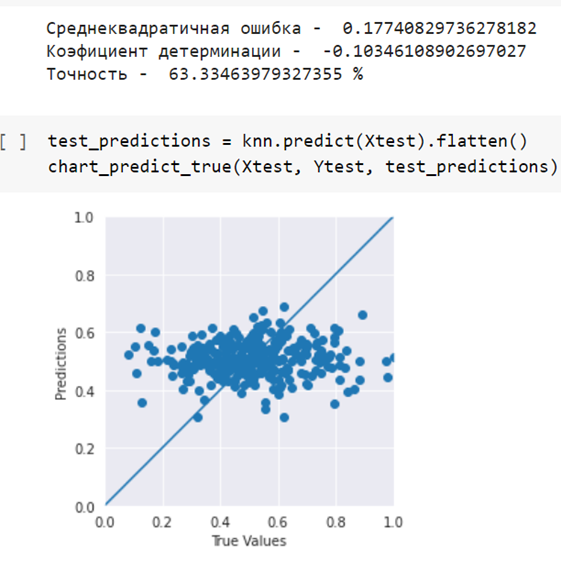 Среднеквадратичная ошибка -  0.17740829736278182
Коэфициент детерминации -  -0.10346108902697027
Точность -  63.33463979327355 %
[ ] test_predictions = knn.predict(Xtest).flatten()
chart_predict_true(Xtest, Ytest, test_predictions)
1.0
0.8
0.6
0.4
0.2
0.0
Predictions
0.0 0.2 0.4 0.6 0.8 1.0
True Values